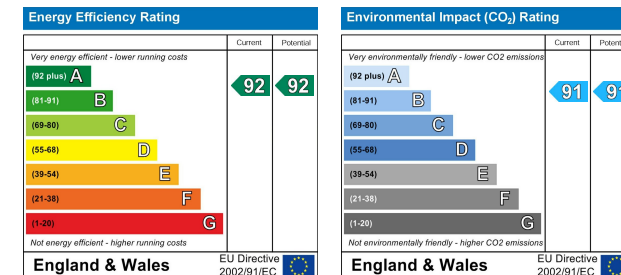 Energy Efficiency Rating
Current Potential
Very energy efficient - lower running costs
(92 plus) A
92 92
(81-91) B
(69-80) C
(55-68) D
(39-54) E
(21-38) F
(1-20) G
Not energy efficient - higher running costs
England & Wales
EU Directive
2002/91/EC
Environmental Impact (CO2) Rating
Current Potent
Very environmentally friendly - lower CO2 emissions
(92 plus) A
91 91
(81-91) B
(69-80) C
(55-68) D
(39-54) E
(21-38) F
(1-20) G
Not environmentally friendly - higher CO2 emissions
England & Wales
EU Directive
2002/91/EC